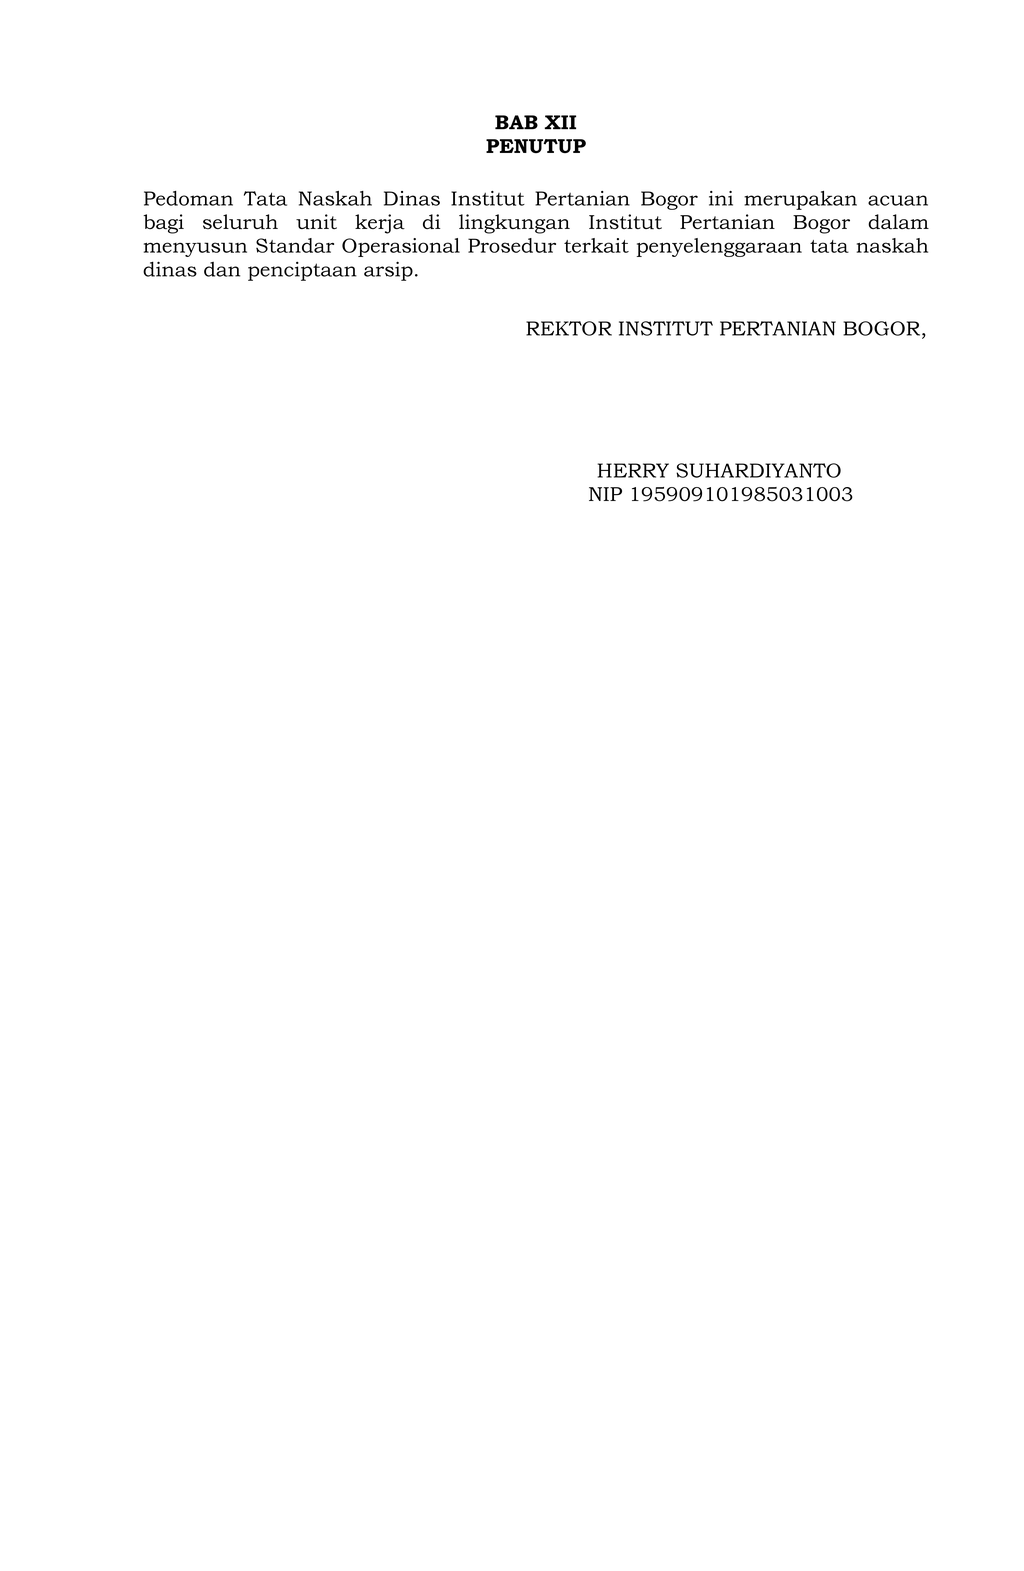 BAB XII
PENUTUP
Pedoman Tata Naskah Dinas Institut Pertanian Bogor ini merupakan acuan
bagi seluruh unit kerja di lingkungan Institut Pertanian Bogor dalam
menyusun Standar Operasional Prosedur terkait penyelenggaraan tata naskah
dinas dan penciptaan arsip.
REKTOR INSTITUT PERTANIAN BOGOR,
HERRY SUHARDIYANTO
NIP 195909101985031003